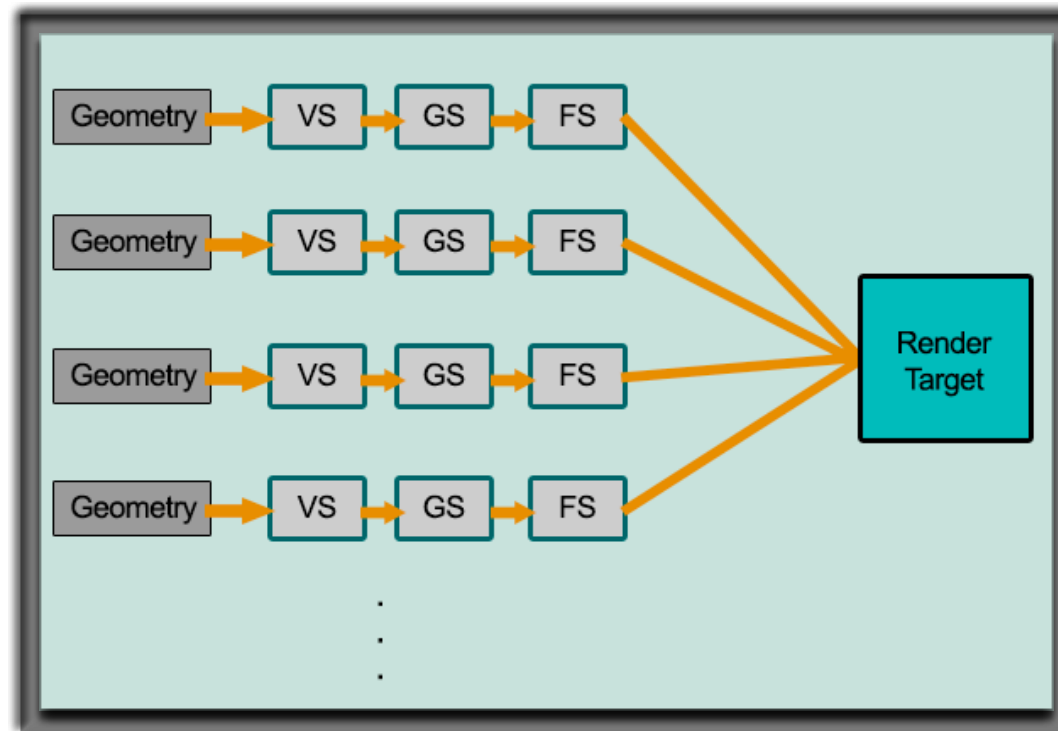 Geometry VS GS FS
Geometry VS GS FS
Render
Target
Geometry VS GS FS
Geometry VS GS FS
.
.
.